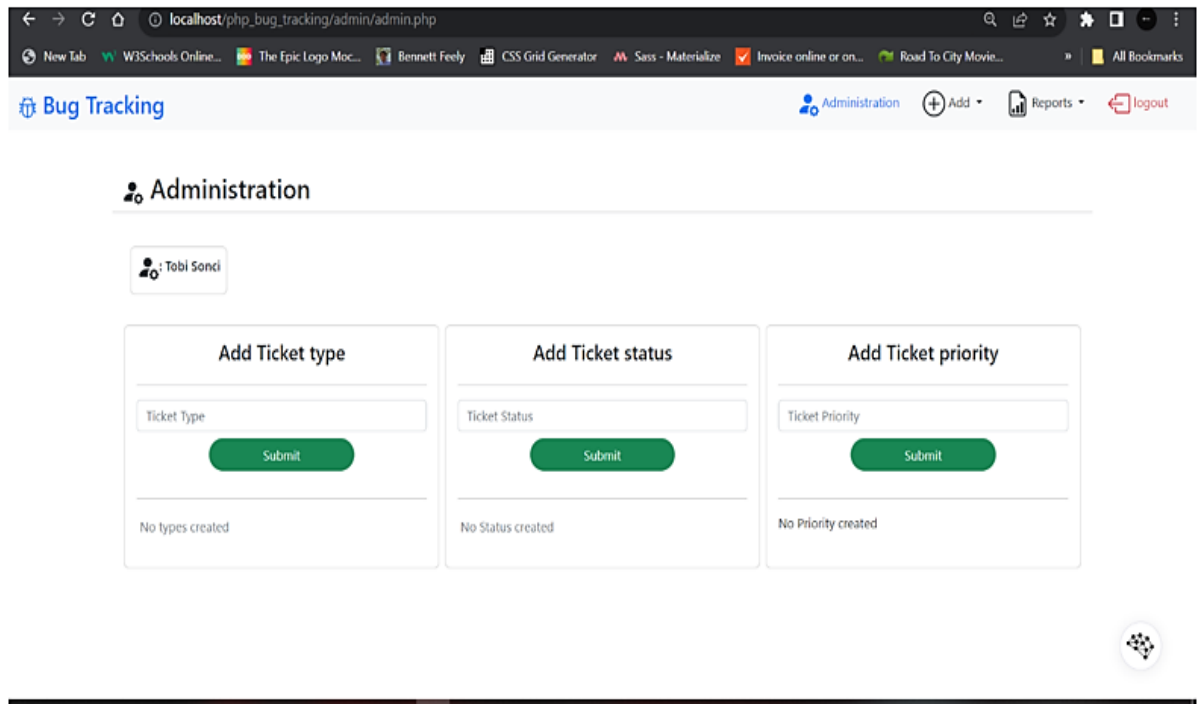 localhost/php_bug_tracking/admin/admin.php
New Tab W3Schools Online... The Epic Logo Moc... Bennett Feely CSS Grid Generator Sass - Materialize Invoice online or on... Road To City Movie... » All Bookmarks
Bug Tracking Administration Add Reports logout
Administration
: Tobi Sonci
Add Ticket type Add Ticket status Add Ticket priority
Ticket Type Ticket Status Ticket Priority
Submit Submit Submit
No types created No Status created No Priority created